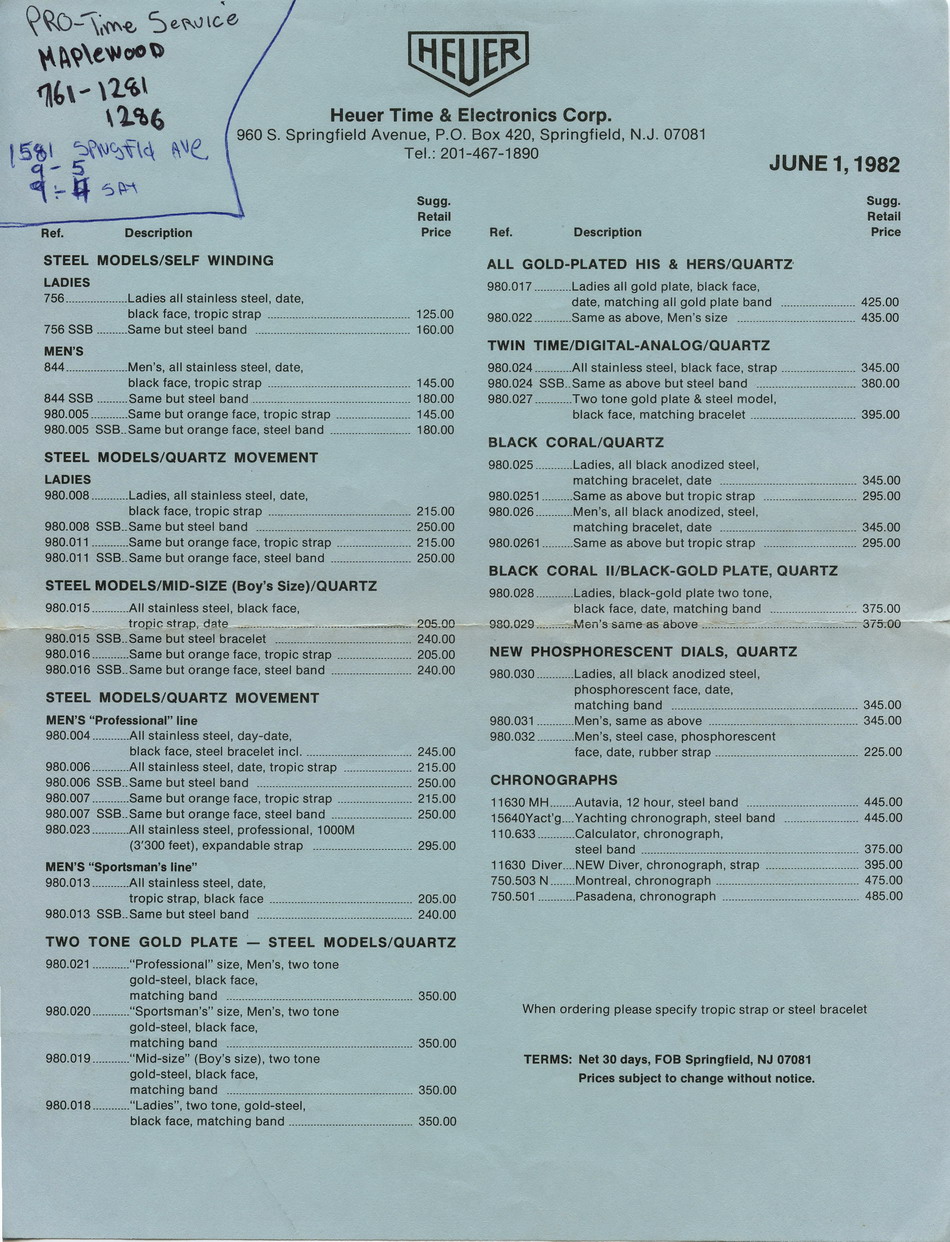 PRO-Time Service
MAPlewooD
761-1281
1286
1581 SPRNGFld AVE
9-5
SAT
HEUER
Heuer Time & Electronics Corp.
960 S. Springfield Avenue, P.O. Box 420, Springfield, N.J. 07081
Tel.: 201-467-1890
JUNE 1, 1982
Sugg.
Retail
Ref. Description Price
STEEL MODELS/SELF WINDING
LADIES
756....................Ladies all stainless steel, date,
black face, tropic strap .......... 125.00
756 SSB ..........Same but steel band .......... 160.00
MEN'S
844....................Men's, all stainless steel, date,
black face, tropic strap .......... 145.00
844 SSB ..........Same but steel band .......... 180.00
980.005............Same but orange face, tropic strap .......... 145.00
980.005 SSB..Same but orange face, steel band .......... 180.00
STEEL MODELS/QUARTZ MOVEMENT
LADIES
980.008............Ladies, all stainless steel, date,
black face, tropic strap .......... 215.00
980.008 SSB..Same but steel band .......... 250.00
980.011............Same but orange face, tropic strap .......... 215.00
980.011 SSB..Same but orange face, steel band .......... 250.00
STEEL MODELS/MID-SIZE (Boy's Size)/QUARTZ
980.015............All stainless steel, black face,
tropic strap, date .......... 205.00
980.015 SSB..Same but steel bracelet .......... 240.00
980.016............Same but orange face, tropic strap .......... 205.00
980.016 SSB..Same but orange face, steel band .......... 240.00
STEEL MODELS/QUARTZ MOVEMENT
MEN'S “Professional” line
980.004............All stainless steel, day-date,
black face, steel bracelet incl. .......... 245.00
980.006............All stainless steel, date, tropic strap .......... 215.00
980.006 SSB..Same but steel band .......... 250.00
980.007............Same but orange face, tropic strap .......... 215.00
980.007 SSB..Same but orange face, steel band .......... 250.00
980.023............All stainless steel, professional, 1000M
(3'300 feet), expandable strap .......... 295.00
MEN'S “Sportsman's line”
980.013............All stainless steel, date,
tropic strap, black face .......... 205.00
980.013 SSB..Same but steel band .......... 240.00
TWO TONE GOLD PLATE — STEEL MODELS/QUARTZ
980.021............“Professional” size, Men's, two tone
gold-steel, black face,
matching band .......... 350.00
980.020............“Sportsman's” size, Men's, two tone
gold-steel, black face,
matching band .......... 350.00
980.019............“Mid-size” (Boy's size), two tone
gold-steel, black face,
matching band .......... 350.00
980.018............“Ladies”, two tone, gold-steel,
black face, matching band .......... 350.00
Sugg.
Retail
Ref. Description Price
ALL GOLD-PLATED HIS & HERS/QUARTZ
980.017............Ladies all gold plate, black face,
date, matching all gold plate band .......... 425.00
980.022............Same as above, Men's size .......... 435.00
TWIN TIME/DIGITAL-ANALOG/QUARTZ
980.024............All stainless steel, black face, strap .......... 345.00
980.024 SSB..Same as above but steel band .......... 380.00
980.027............Two tone gold plate & steel model,
black face, matching bracelet .......... 395.00
BLACK CORAL/QUARTZ
980.025............Ladies, all black anodized steel,
matching bracelet, date .......... 345.00
980.0251..........Same as above but tropic strap .......... 295.00
980.026............Men's, all black anodized, steel,
matching bracelet, date .......... 345.00
980.0261..........Same as above but tropic strap .......... 295.00
BLACK CORAL II/BLACK-GOLD PLATE, QUARTZ
980.028............Ladies, black-gold plate two tone,
black face, date, matching band .......... 375.00
980.029............Men's same as above .......... 375.00
NEW PHOSPHORESCENT DIALS, QUARTZ
980.030............Ladies, all black anodized steel,
phosphorescent face, date,
matching band .......... 345.00
980.031............Men's, same as above .......... 345.00
980.032............Men's, steel case, phosphorescent
face, date, rubber strap .......... 225.00
CHRONOGRAPHS
11630 MH.......Autavia, 12 hour, steel band .......... 445.00
15640Yact'g....Yachting chronograph, steel band .......... 445.00
110.633............Calculator, chronograph,
steel band .......... 375.00
11630 Diver....NEW Diver, chronograph, strap .......... 395.00
750.503 N........Montreal, chronograph .......... 475.00
750.501............Pasadena, chronograph .......... 485.00
When ordering please specify tropic strap or steel bracelet
TERMS: Net 30 days, FOB Springfield, NJ 07081
Prices subject to change without notice.